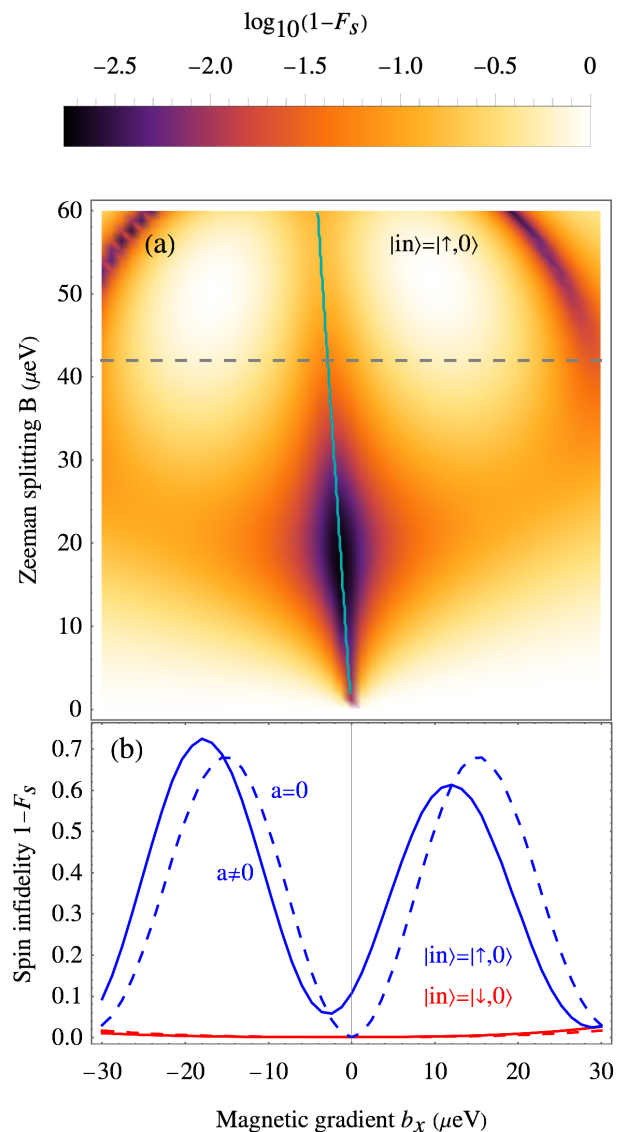 log10(1−Fs)
−2.5 −2.0 −1.5 −1.0 −0.5 0
(a)
|in⟩=|↑,0⟩
60
50
40
30
20
10
0
Zeeman splitting B (μeV)
(b)
a=0
a≠0
|in⟩=|↑,0⟩
|in⟩=|↓,0⟩
0.7
0.6
0.5
0.4
0.3
0.2
0.1
0.0
Spin infidelity 1−Fs
−30 −20 −10 0 10 20 30
Magnetic gradient bx (μeV)